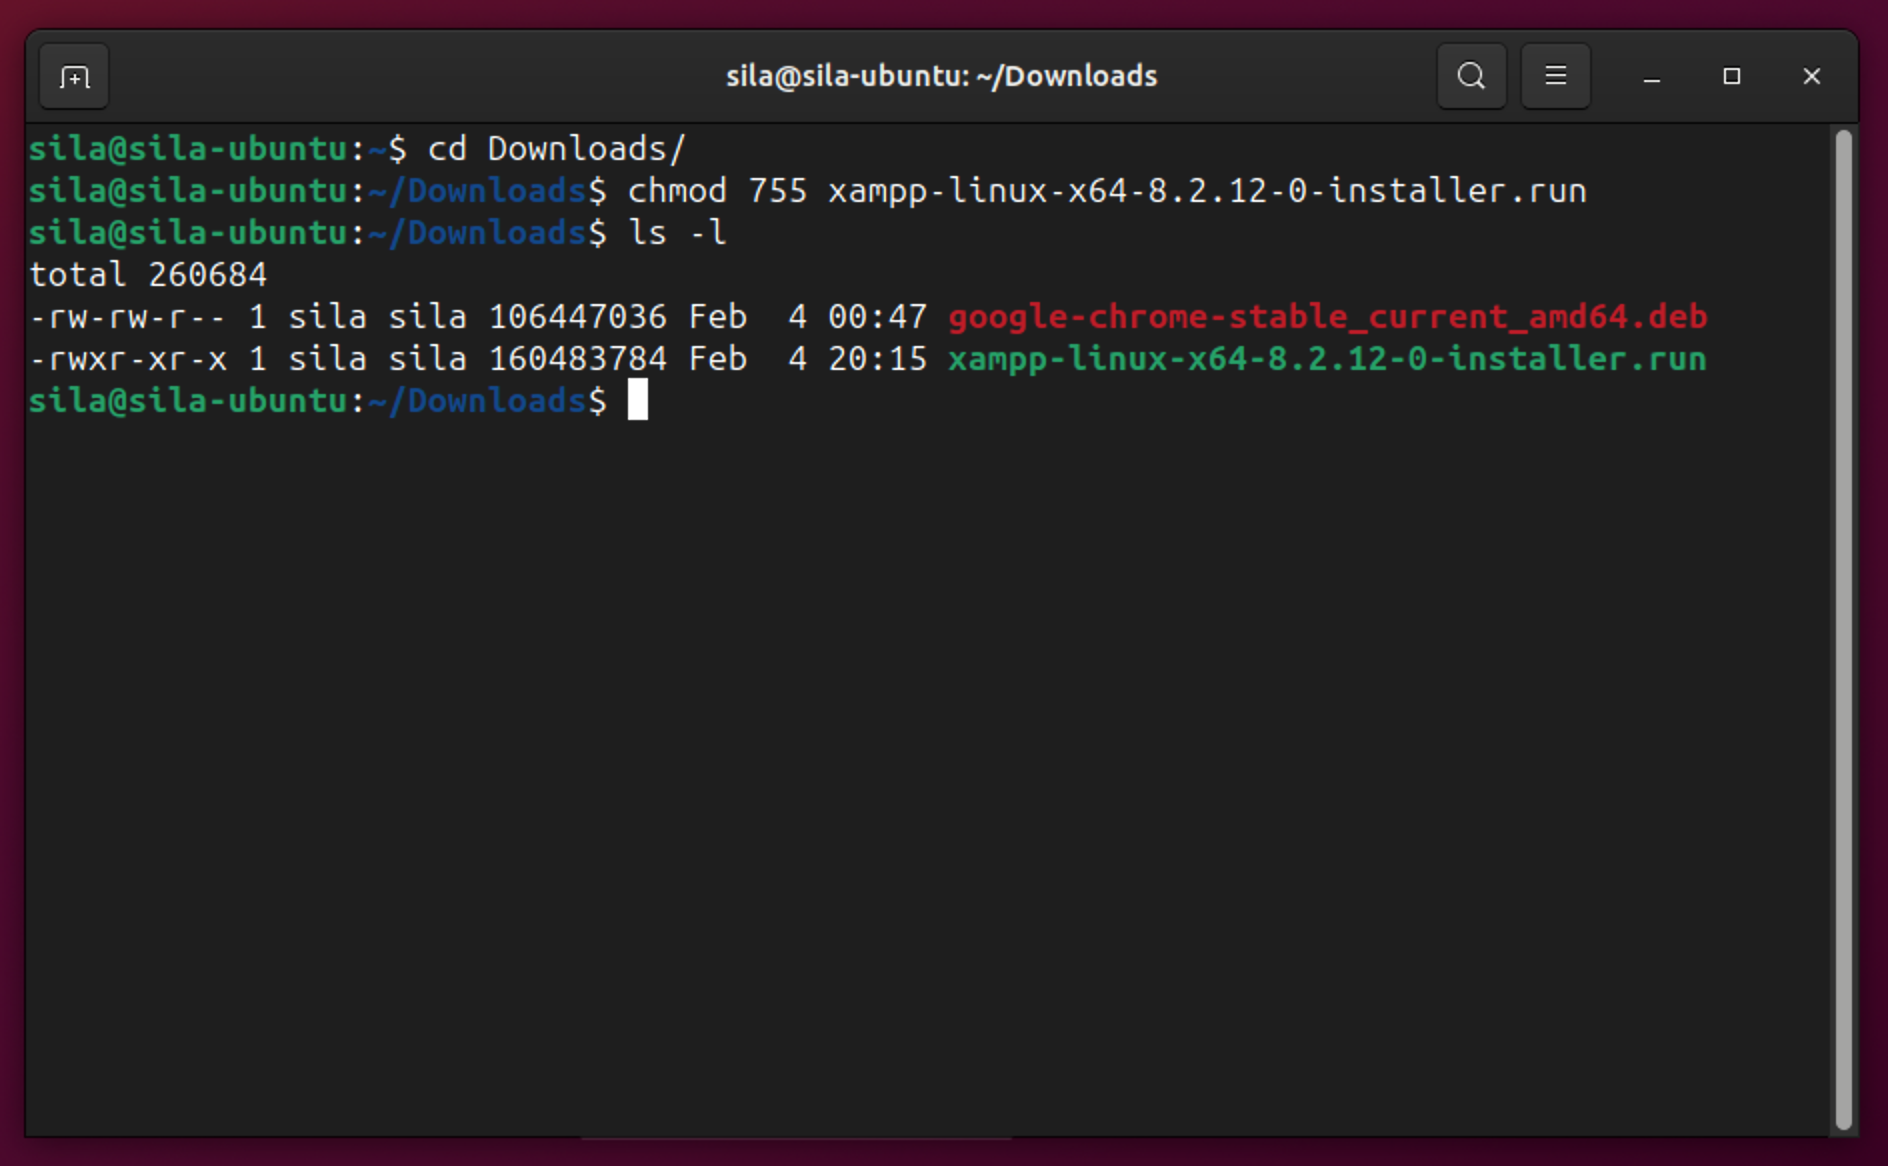 sila@sila-ubuntu: ~/Downloads
sila@sila-ubuntu:~$ cd Downloads/
sila@sila-ubuntu:~/Downloads$ chmod 755 xampp-linux-x64-8.2.12-0-installer.run
sila@sila-ubuntu:~/Downloads$ ls -l
total 260684
-rw-rw-r-- 1 sila sila 106447036 Feb  4 00:47 google-chrome-stable_current_amd64.deb
-rwxr-xr-x 1 sila sila 160483784 Feb  4 20:15 xampp-linux-x64-8.2.12-0-installer.run
sila@sila-ubuntu:~/Downloads$